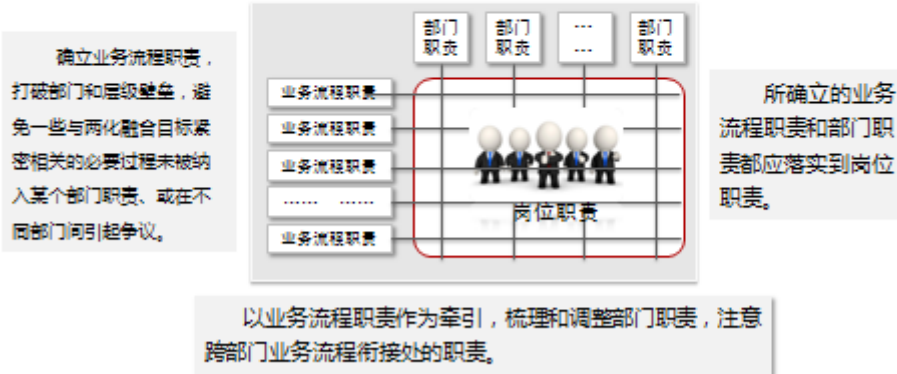 部门
职责
部门
职责
...
...
部门
职责
确立业务流程职责，
打破部门和层级壁垒，避
免一些与两化融合目标紧
密相关的必要过程未被纳
入某个部门职责、或在不
同部门间引起争议。
业务流程职责
业务流程职责
业务流程职责
…… ……
业务流程职责
岗位职责
所确立的业务
流程职责和部门职
责都应落实到岗位
职责。
以业务流程职责作为牵引，梳理和调整部门职责，注意
跨部门业务流程衔接处的职责。